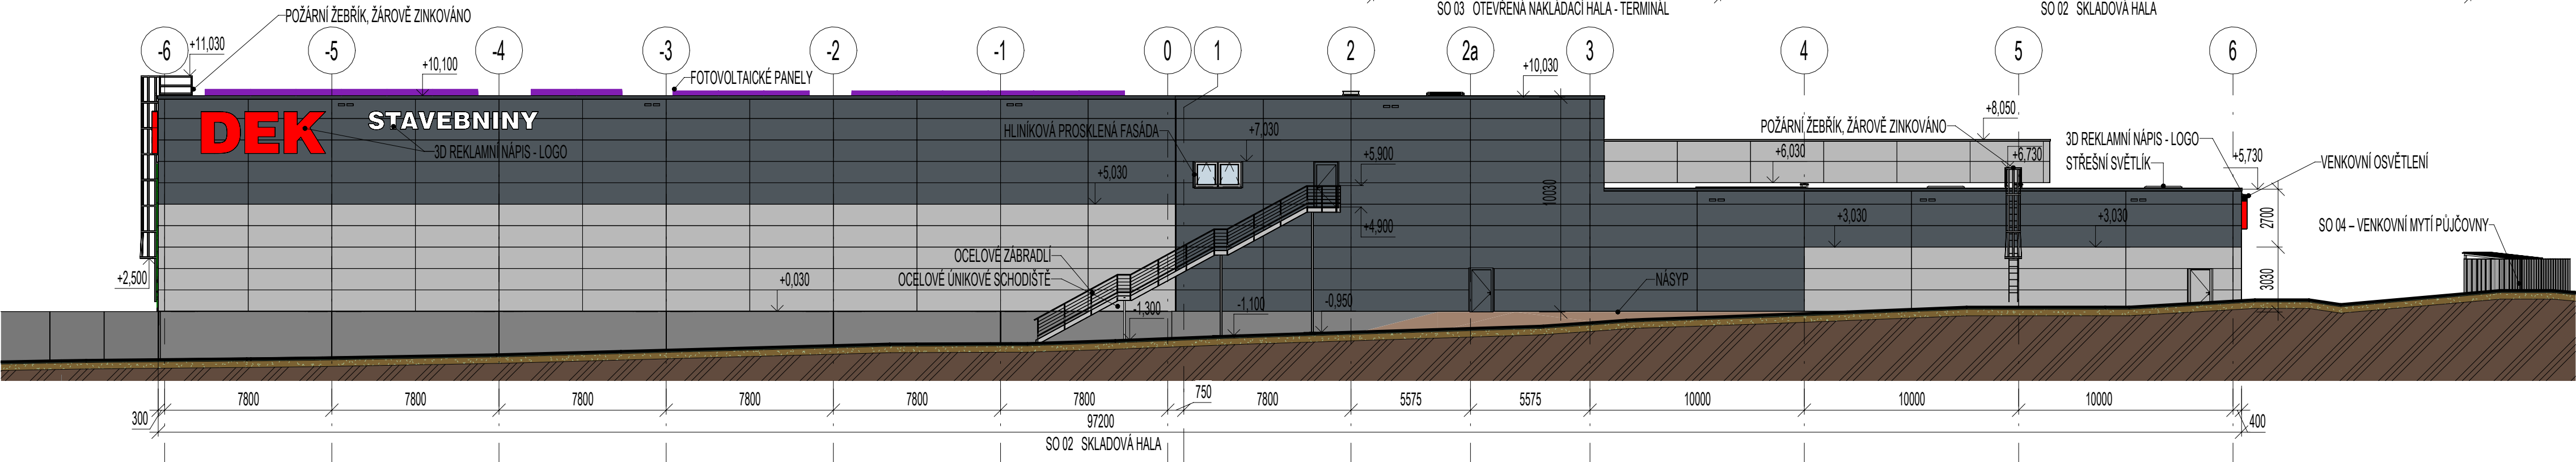 SO 03 OTEVŘENÁ NAKLÁDACÍ HALA - TERMINÁL
SO 02 SKLADOVÁ HALA
POŽÁRNÍ ŽEBŘÍK, ŽÁROVĚ ZINKOVÁNO
-6
-5
-4
-3
-2
-1
0
1
2
2a
3
4
5
6
+11,030
+10,100
FOTOVOLTAICKÉ PANELY
+10,030
+8,050
DEK
STAVEBNINY
3D REKLAMNÍ NÁPIS - LOGO
HLINÍKOVÁ PROSKLENÁ FASÁDA
+7,030
POŽÁRNÍ ŽEBŘÍK, ŽÁROVĚ ZINKOVÁNO
3D REKLAMNÍ NÁPIS - LOGO
+5,900
+6,030
+6,730
STŘEŠNÍ SVĚTLÍK
+5,730
VENKOVNÍ OSVĚTLENÍ
+5,030
10030
+4,900
+3,030
+3,030
2700
SO 04 – VENKOVNÍ MYTÍ PŮJČOVNY
OCELOVÉ ZÁBRADLÍ
OCELOVÉ ÚNIKOVÉ SCHODIŠTĚ
+2,500
+0,030
NÁSYP
3030
-1,300
-1,100
-0,950
300
7800
7800
7800
7800
7800
7800
750
7800
5575
5575
10000
10000
10000
400
97200
SO 02 SKLADOVÁ HALA